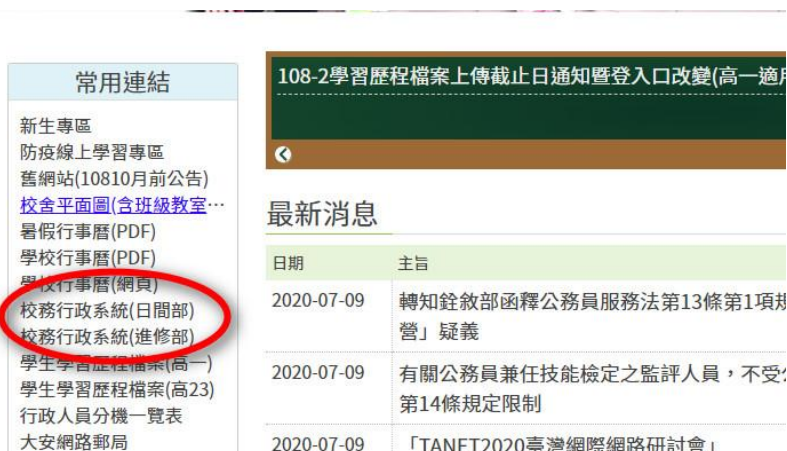 常用連結
新生專區
防疫線上學習專區
舊網站(10810月前公告)
校舍平面圖(含班級教室…
暑假行事曆(PDF)
學校行事曆(PDF)
學校行事曆(網頁)
校務行政系統(日間部)
校務行政系統(進修部)
學生學習歷程檔案(高一)
學生學習歷程檔案(高23)
行政人員分機一覽表
大安網路郵局
108-2學習歷程檔案上傳截止日通知暨登入口改變(高一適用
最新消息
日期 主旨
2020-07-09 轉知銓敘部函釋公務員服務法第13條第1項規
營」疑義
2020-07-09 有關公務員兼任技能檢定之監評人員，不受公
第14條規定限制
2020-07-09 「TANET2020臺灣網際網路研討會」